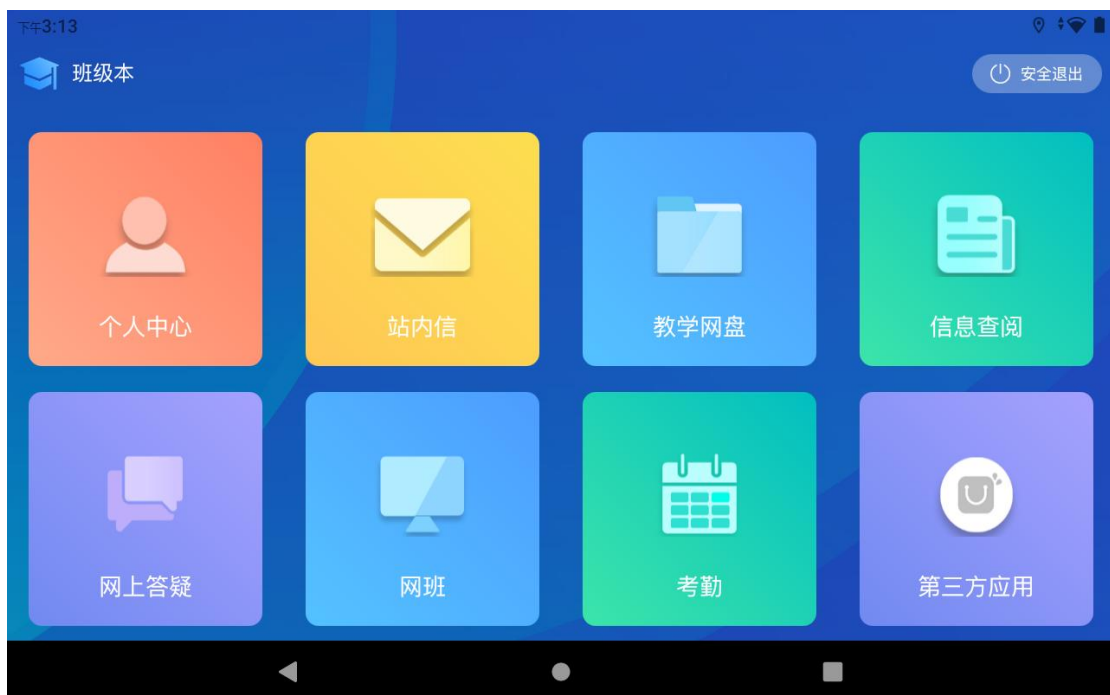 下午3:13
班级本
安全退出
个人中心
站内信
教学网盘
信息查阅
网上答疑
网班
考勤
第三方应用